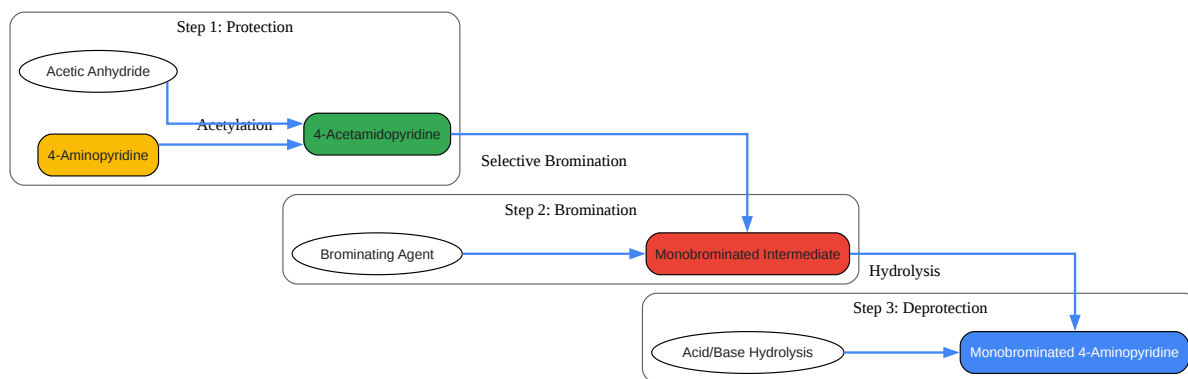 Step 1: Protection
Acetic Anhydride
Acetylation
4-Aminopyridine
4-Acetamidopyridine
Selective Bromination
Step 2: Bromination
Brominating Agent
Monobrominated Intermediate
Hydrolysis
Step 3: Deprotection
Acid/Base Hydrolysis
Monobrominated 4-Aminopyridine